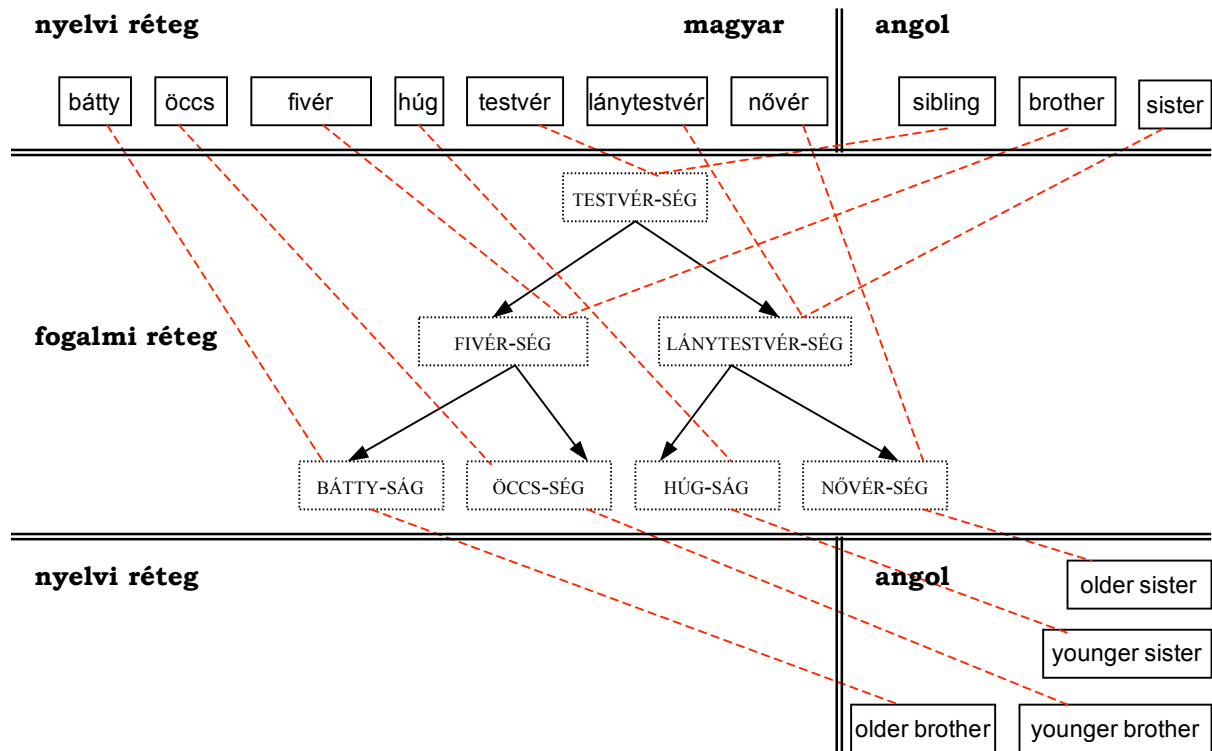 nyelvi réteg magyar angol
bátty öccs fivér húg testvér lánytestvér nővér sibling brother sister
TESTVÉR-SÉG
fogalmi réteg FIVÉR-SÉG LÁNYTESTVÉR-SÉG
BÁTTY-SÁG ÖCCS-SÉG HÚG-SÁG NŐVÉR-SÉG
nyelvi réteg angol
older sister
younger sister
older brother younger brother